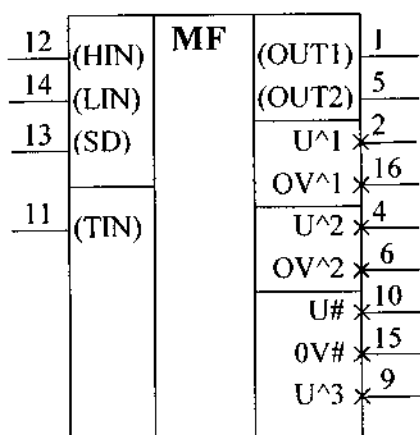 12 (HIN) MF (OUT1) 1
14 (LIN) (OUT2) 5
13 (SD) U^1 2
OV^1 16
11 (TIN) U^2 4
OV^2 6
U# 10
0V# 15
U^3 9